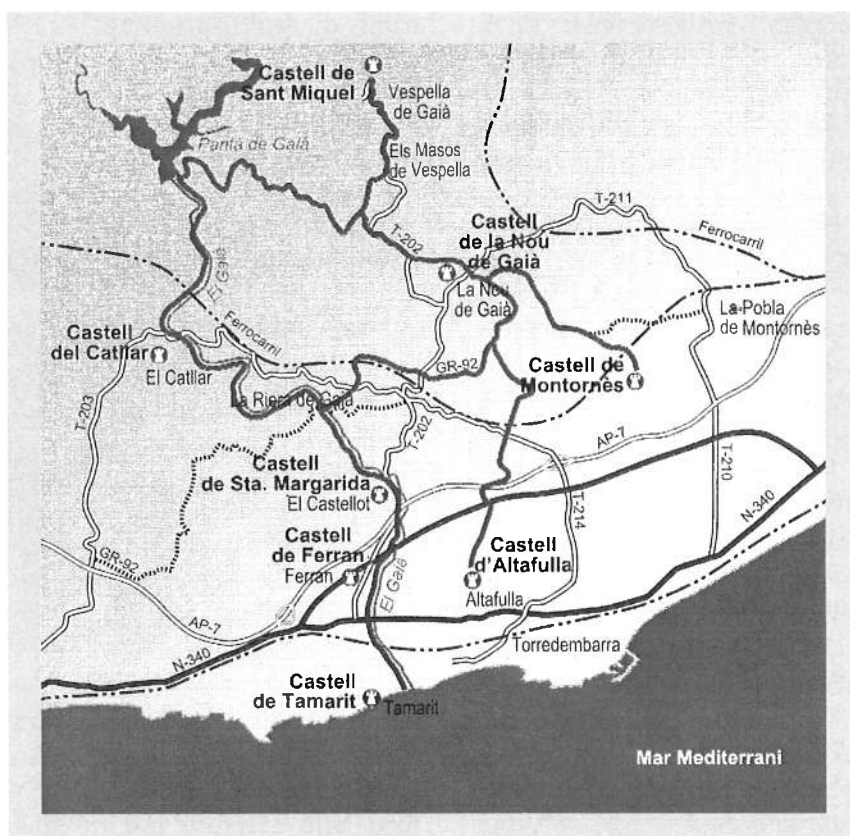 Castell de
Sant Miquel
Vespella
de Gaià
Pantà de Gaià
Els Masos
de Vespella
T-211
Castell
de la Nou
de Gaià
T-202
Ferrocarril
El Gaià
La Nou
de Gaià
La Pobla
de Montornès
Ferrocarril
Castell
del Catllar
El Catllar
GR-92
Castell de
Montornès
La Riera de Gaià
T-203
T-202
AP-7
T-210
Castell
de Sta. Margarida
El Castellot
T-214
N-340
GR-92
Castell
de Ferran
Ferran
El Gaià
Castell
d'Altafulla
Altafulla
AP-7
N-340
Torredembarra
Castell
de Tamarit
Tamarit
Mar Mediterrani